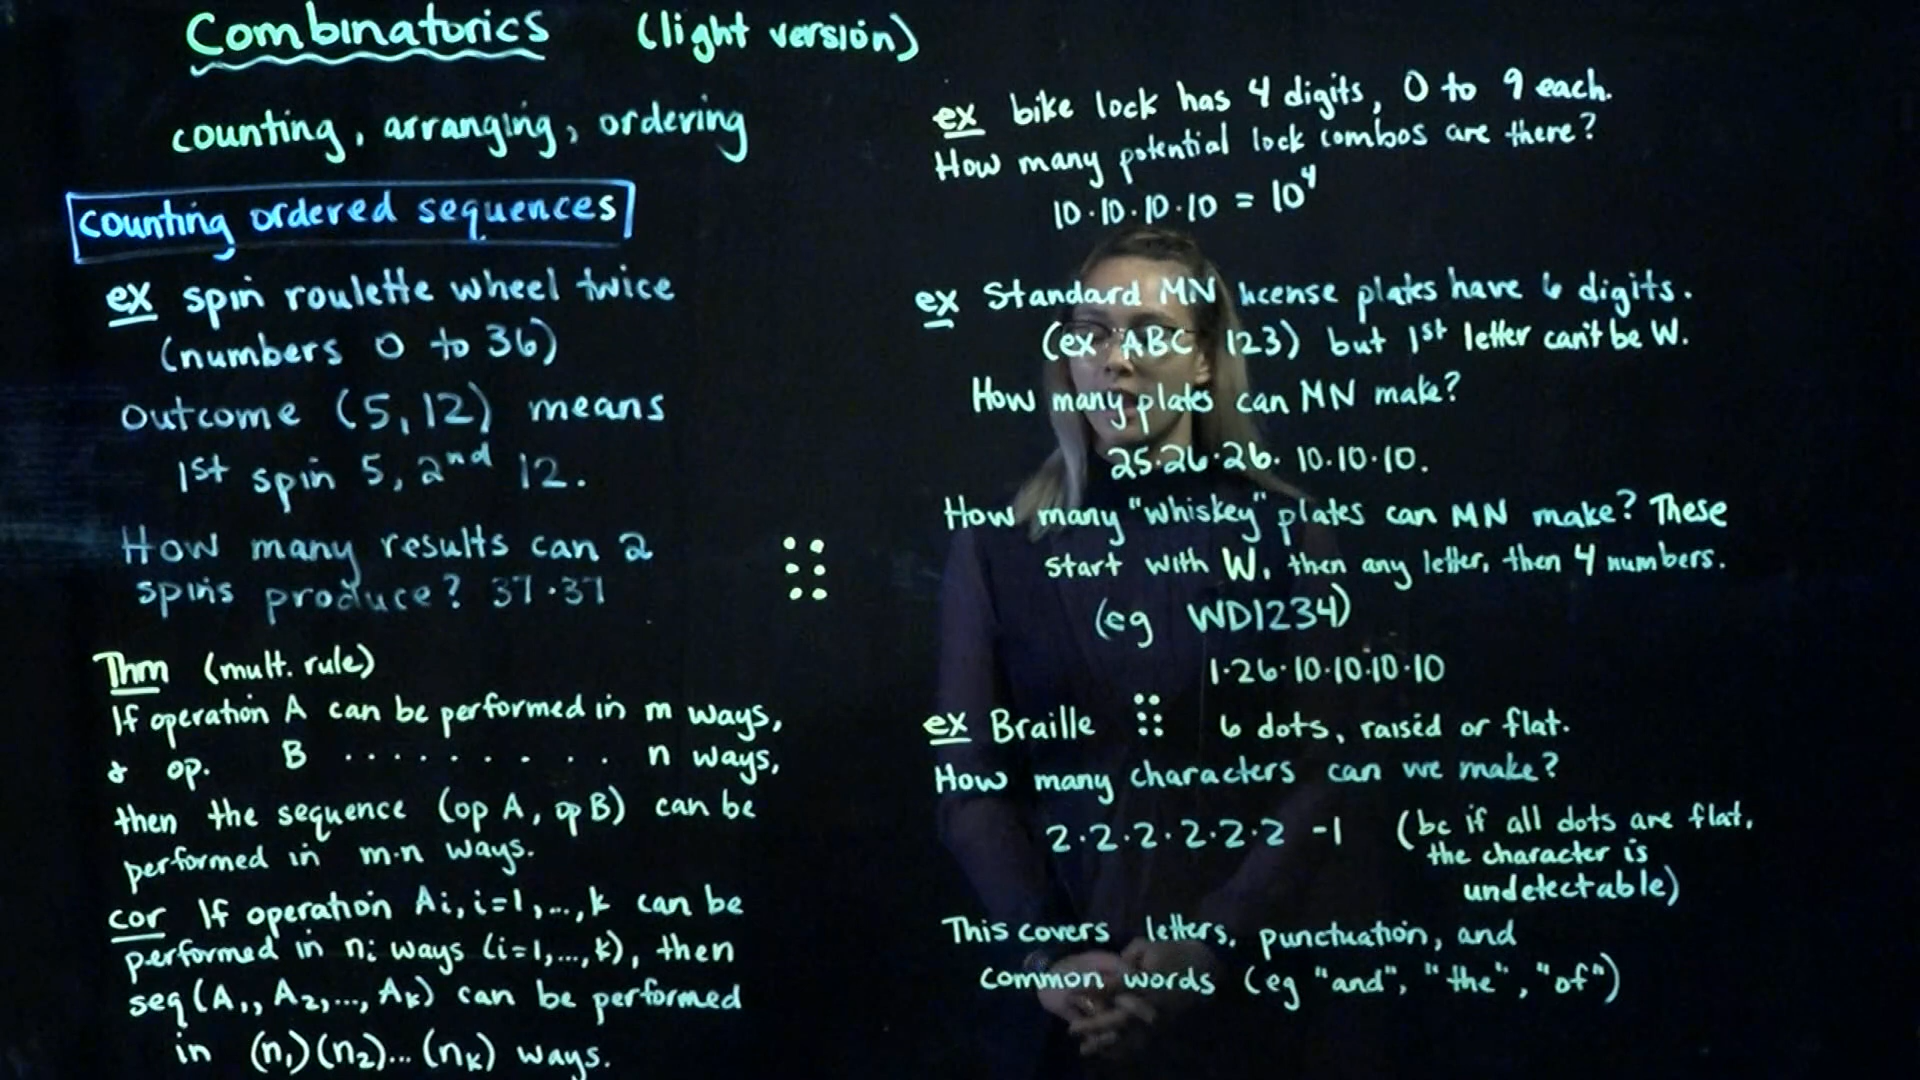 Combinatorics (light version)
counting, arranging, ordering
counting ordered sequences
ex spin roulette wheel twice
(numbers 0 to 36)
outcome (5,12) means
1st spin 5, 2nd 12.
How many results can 2
spins produce? 37·37
Thm (mult. rule)
If operation A can be performed in m ways,
& op. B .......... n ways,
then the sequence (op A, op B) can be
performed in m·n ways.
cor If operation Ai, i=1,...,k can be
performed in ni ways (i=1,...,k), then
seq (A1, A2,..., Ak) can be performed
in (n1)(n2)...(nk) ways.
ex bike lock has 4 digits, 0 to 9 each.
How many potential lock combos are there?
10·10·10·10 = 10⁴
ex Standard MN license plates have 6 digits.
(ex ABC 123) but 1st letter can't be W.
How many plates can MN make?
25·26·26· 10·10·10.
How many "whiskey" plates can MN make? These
start with W, then any letter, then 4 numbers.
(eg WD1234)
1·26·10·10·10·10
ex Braille ⠿ 6 dots, raised or flat.
How many characters can we make?
2·2·2·2·2·2 -1 (bc if all dots are flat,
the character is
undetectable)
This covers letters, punctuation, and
common words (eg "and", "the", "of")